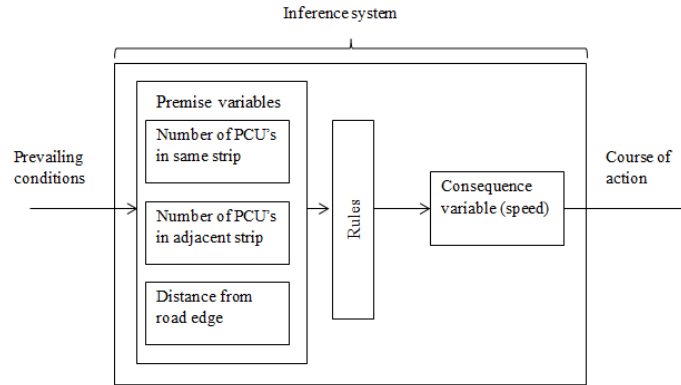 Inference system
Premise variables
Number of PCU's
in same strip
Prevailing
conditions
Number of PCU's
in adjacent strip
Distance from
road edge
Rules
Consequence
variable (speed)
Course of
action